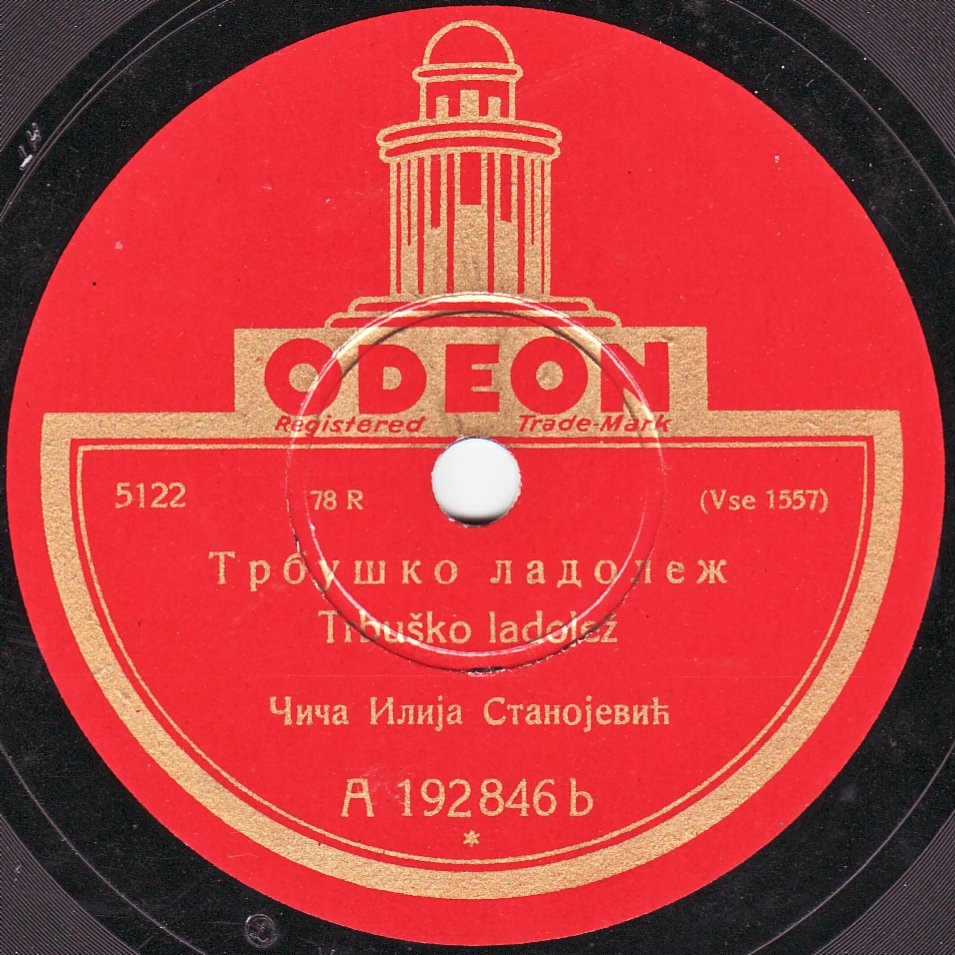 ODEON
Registered Trade-Mark
5122 78 R (Vse 1557)
Трбушко ладолеж
Trbuško ladolež
Чича Илија Станојевић
A 192846 b
*